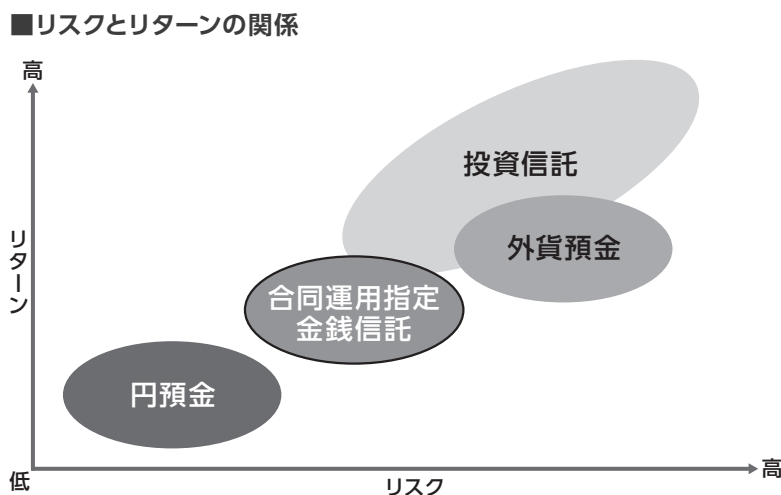 ■リスクとリターンの関係
高
リターン
投資信託
外貨預金
合同運用指定
金銭信託
円預金
低
リスク
高